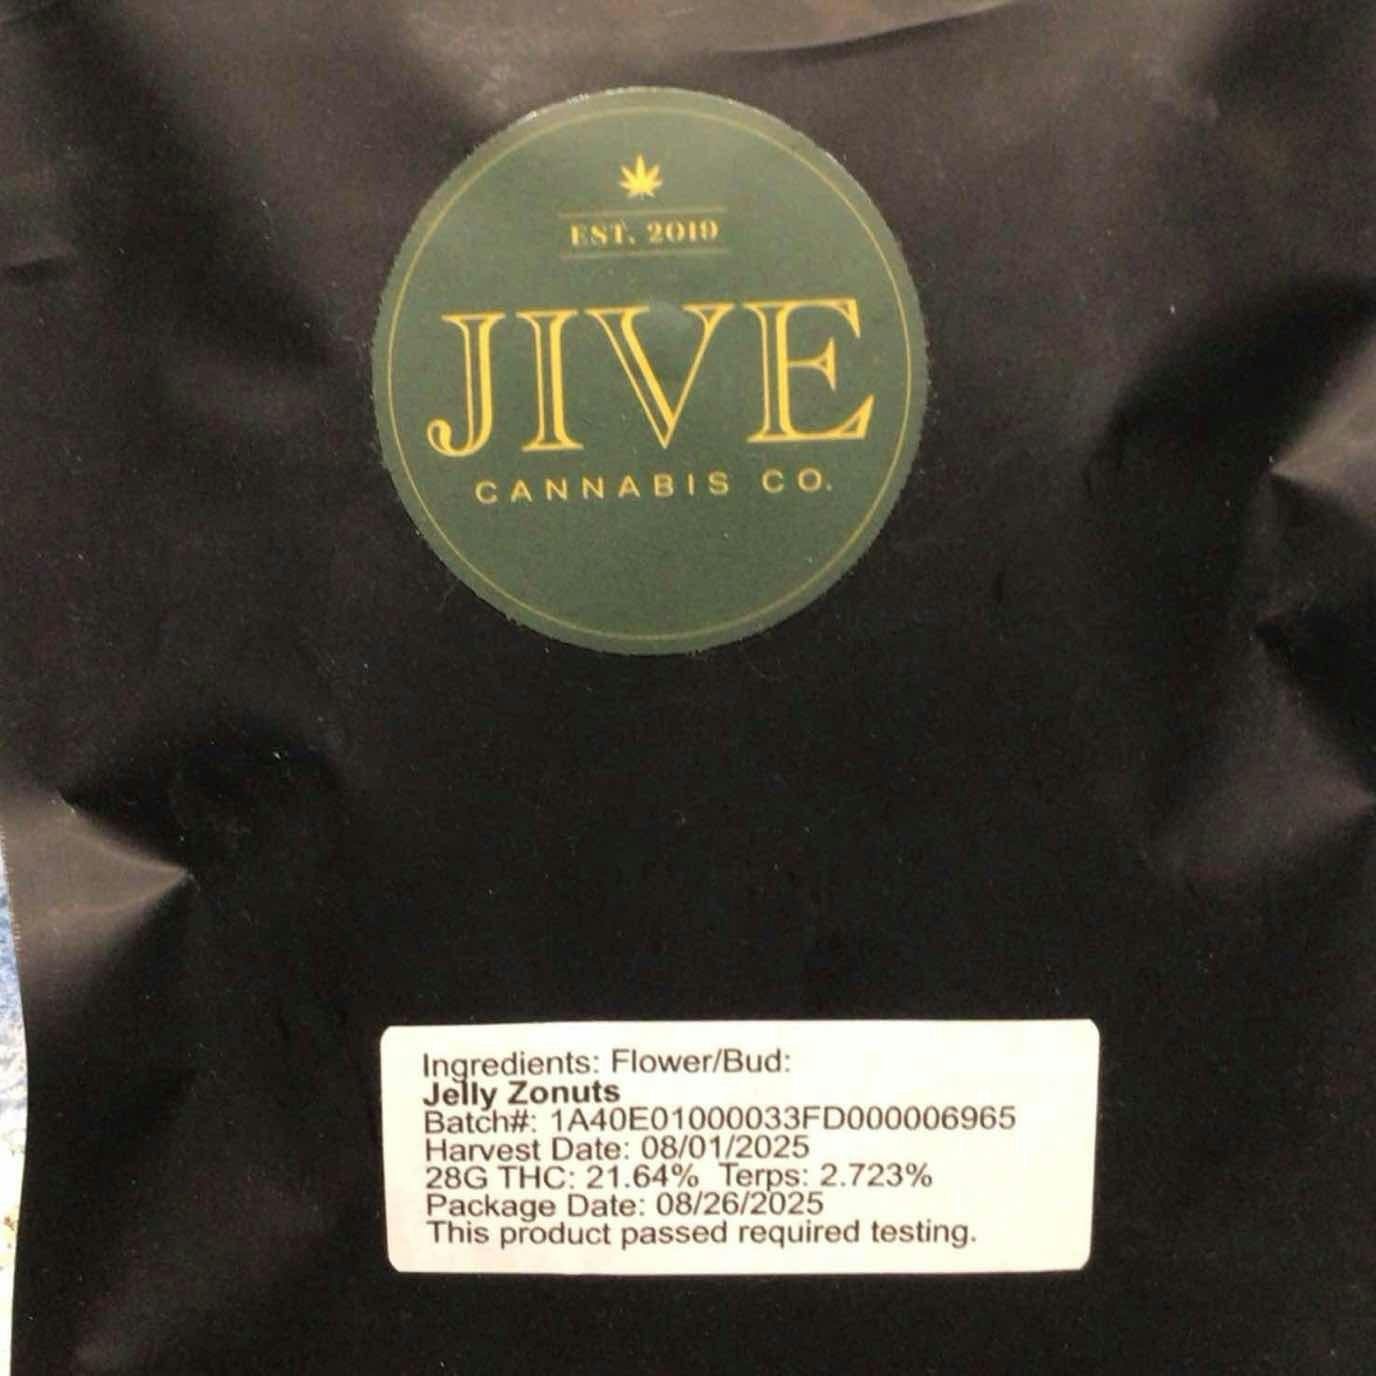 EST. 2019
JIVE
CANNABIS CO.
Ingredients: Flower/Bud:
Jelly Zonuts
Batch#: 1A40E01000033FD000006965
Harvest Date: 08/01/2025
28G THC: 21.64% Terps: 2.723%
Package Date: 08/26/2025
This product passed required testing.